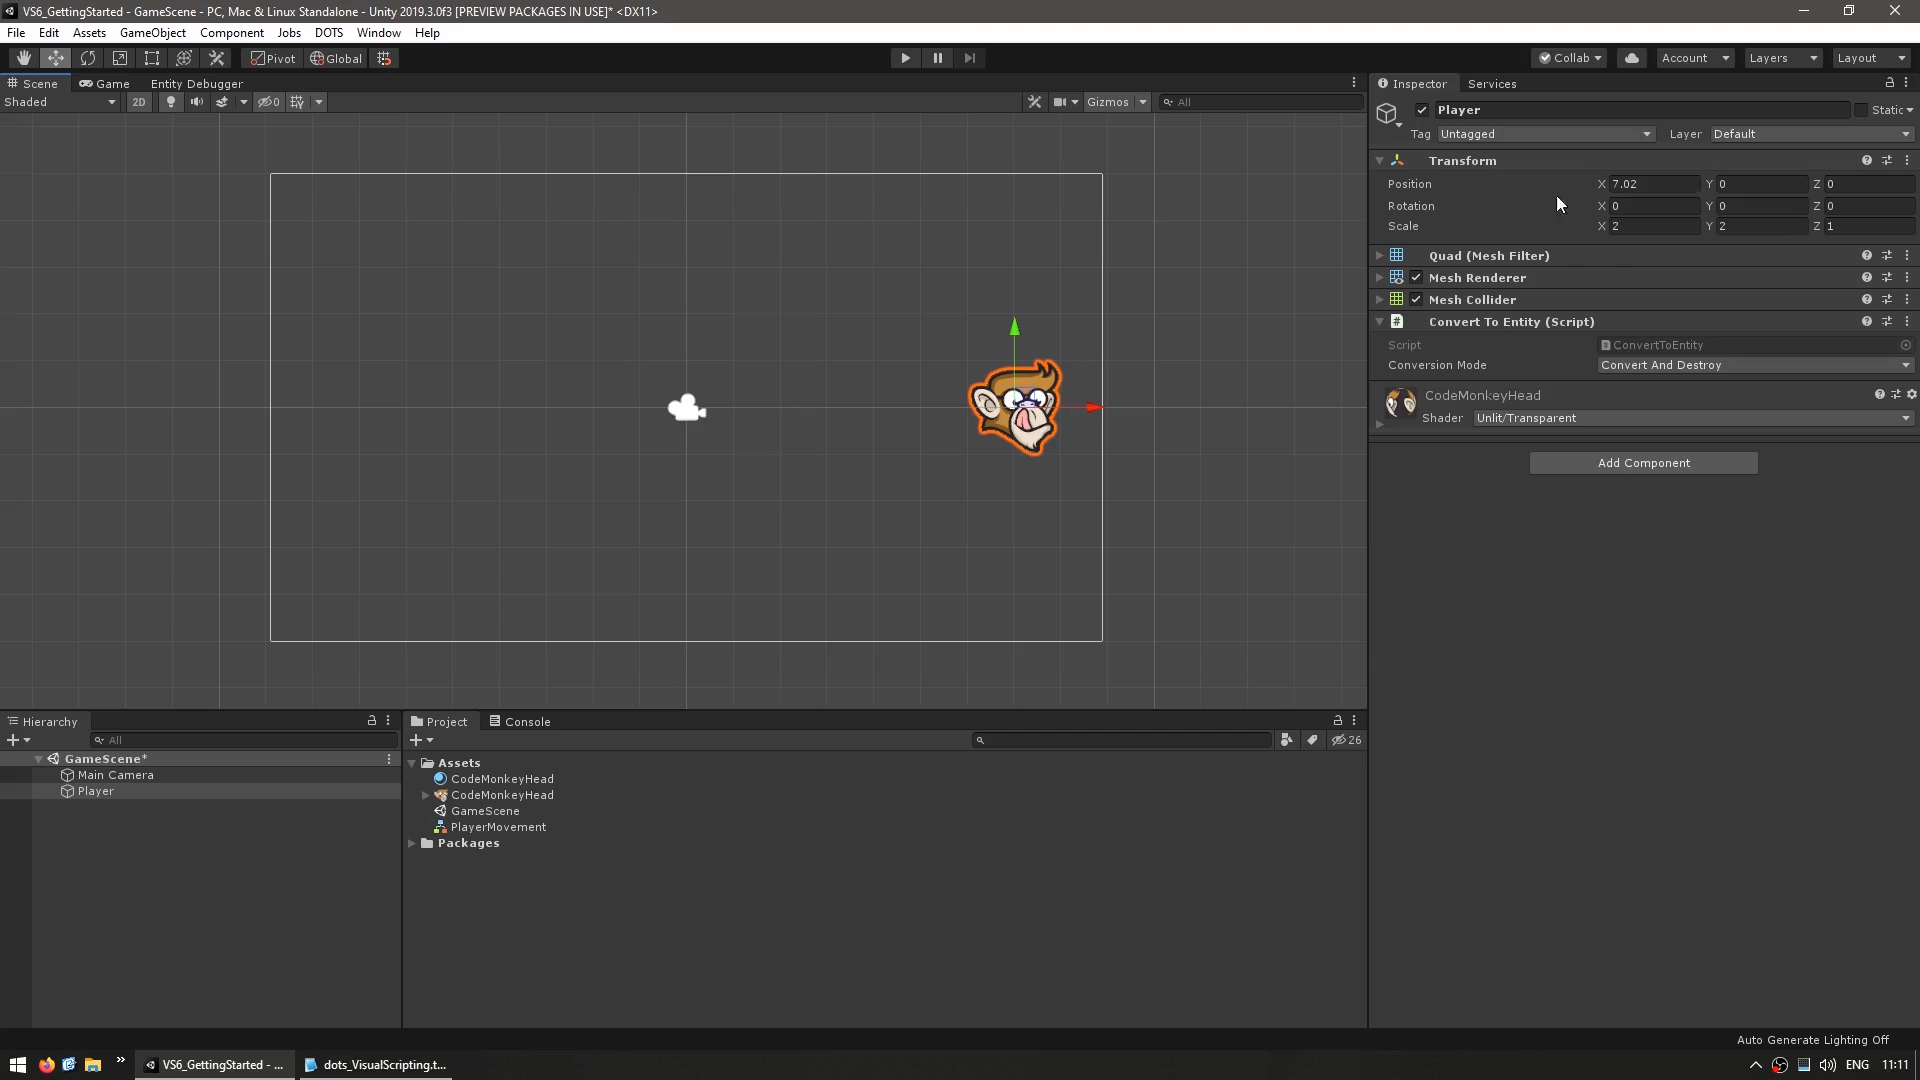 VS6_GettingStarted - GameScene - PC, Mac & Linux Standalone - Unity 2019.3.0f3 [PREVIEW PACKAGES IN USE]* <DX11>
File Edit Assets GameObject Component Jobs DOTS Window Help
Pivot Global Collab Account Layers Layout
Scene Game Entity Debugger
Shaded 2D 0 Gizmos All
Inspector Services
Player Static
Tag Untagged Layer Default
Transform
Position X 7.02 Y 0 Z 0
Rotation X 0 Y 0 Z 0
Scale X 2 Y 2 Z 1
Quad (Mesh Filter)
Mesh Renderer
Mesh Collider
# Convert To Entity (Script)
Script ConvertToEntity
Conversion Mode Convert And Destroy
CodeMonkeyHead
Shader Unlit/Transparent
Add Component
Hierarchy
All
GameScene*
Main Camera
Player
Project Console
26
Assets
CodeMonkeyHead
CodeMonkeyHead
GameScene
PlayerMovement
Packages
Auto Generate Lighting Off
VS6_GettingStarted - ... dots_VisualScripting.t... ENG 11:11